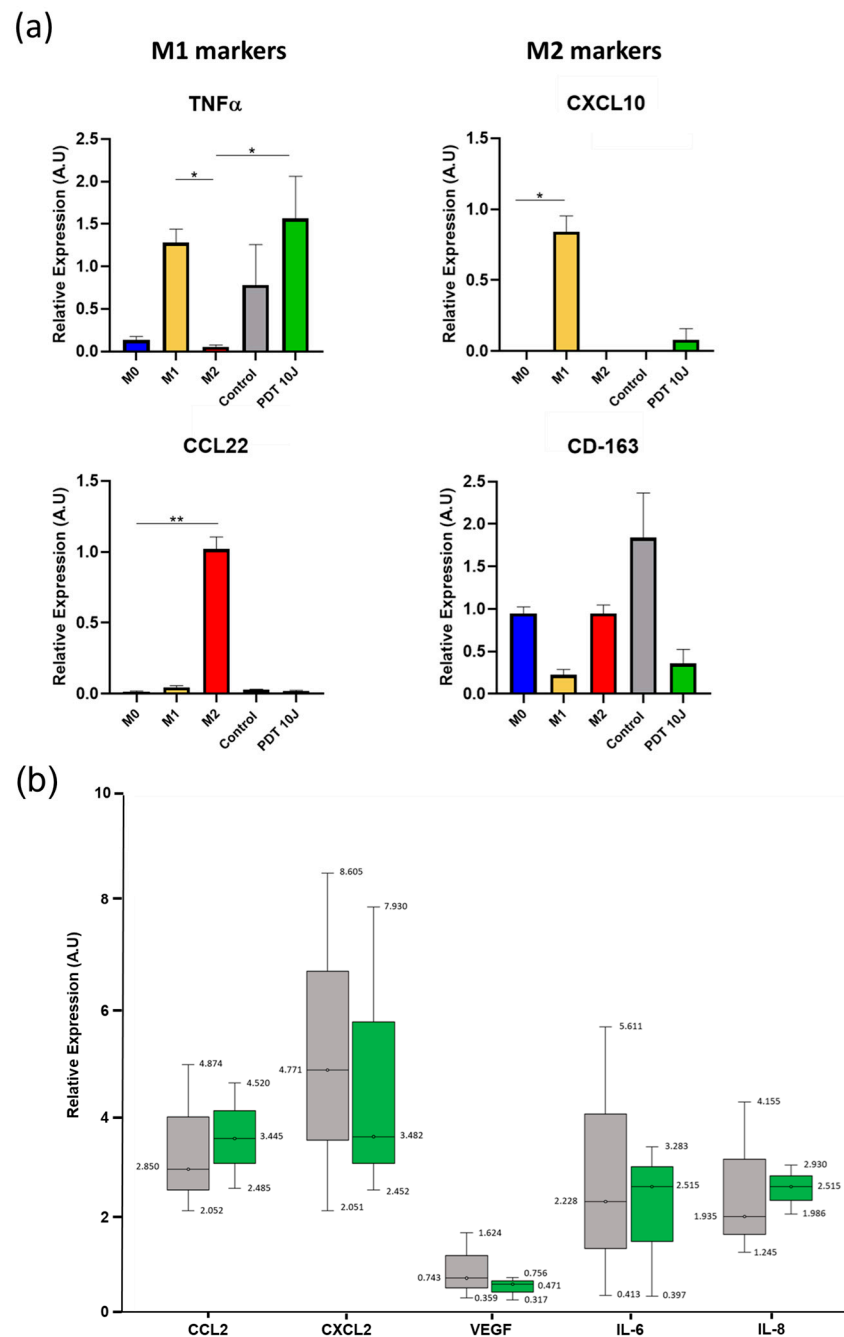 (a)
M1 markers
M2 markers
TNFα
CXCL10
Relative Expression (A.U)
2.5
2.0
1.5
1.0
0.5
0.0
*
*
M0
M1
M2
Control
PDT 10J
Relative Expression (A.U)
1.5
1.0
0.5
0.0
*
M0
M1
M2
Control
PDT 10J
CCL22
CD-163
Relative Expression (A.U)
1.5
1.0
0.5
0.0
**
M0
M1
M2
Control
PDT 10J
Relative Expression (A.U)
2.5
2.0
1.5
1.0
0.5
0.0
M0
M1
M2
Control
PDT 10J
(b)
Relative Expression (A.U)
10
8
6
4
2
0
4.874
2.850
2.052
4.520
3.445
2.485
8.605
4.771
2.051
7.930
3.482
2.452
1.624
0.743
0.359
0.756
0.471
0.317
5.611
2.228
0.413
3.283
2.515
0.397
4.155
1.935
1.245
2.930
2.515
1.986
CCL2
CXCL2
VEGF
IL-6
IL-8